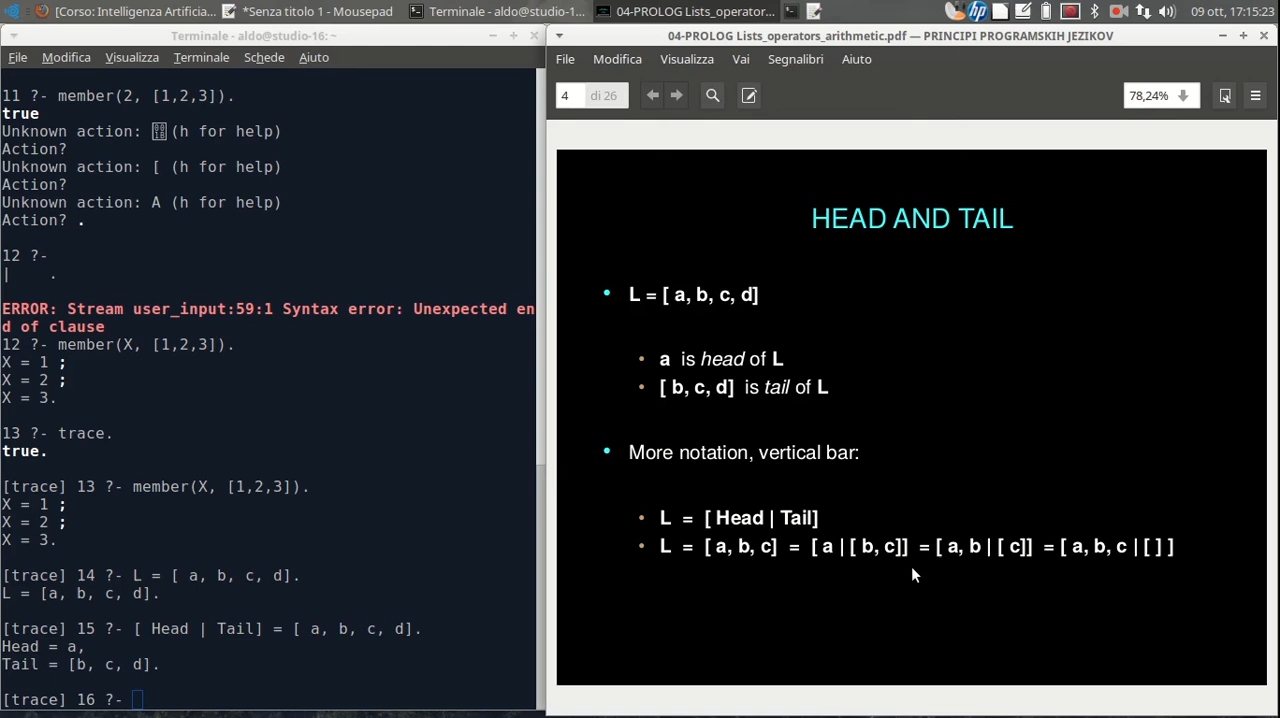 [Corso: Intelligenza Artificia...
*Senza titolo 1 - Mousepad
Terminale - aldo@studio-1...
04-PROLOG Lists_operator...
09 ott, 17:15:23
Terminale - aldo@studio-16: ~
File Modifica Visualizza Terminale Schede Aiuto
11 ?- member(2, [1,2,3]).
true
Unknown action: (h for help)
Action?
Unknown action: [ (h for help)
Action?
Unknown action: A (h for help)
Action? .
12 ?-
| .
ERROR: Stream user_input:59:1 Syntax error: Unexpected en
d of clause
12 ?- member(X, [1,2,3]).
X = 1 ;
X = 2 ;
X = 3.
13 ?- trace.
true.
[trace] 13 ?- member(X, [1,2,3]).
X = 1 ;
X = 2 ;
X = 3.
[trace] 14 ?- L = [ a, b, c, d].
L = [a, b, c, d].
[trace] 15 ?- [ Head | Tail] = [ a, b, c, d].
Head = a,
Tail = [b, c, d].
[trace] 16 ?-
04-PROLOG Lists_operators_arithmetic.pdf — PRINCIPI PROGRAMSKIH JEZIKOV
File Modifica Visualizza Vai Segnalibri Aiuto
4 di 26
78,24%
HEAD AND TAIL
• L = [ a, b, c, d]
• a is head of L
• [ b, c, d] is tail of L
• More notation, vertical bar:
• L = [ Head | Tail]
• L = [ a, b, c] = [ a | [ b, c]] = [ a, b | [ c]] = [ a, b, c | [ ] ]